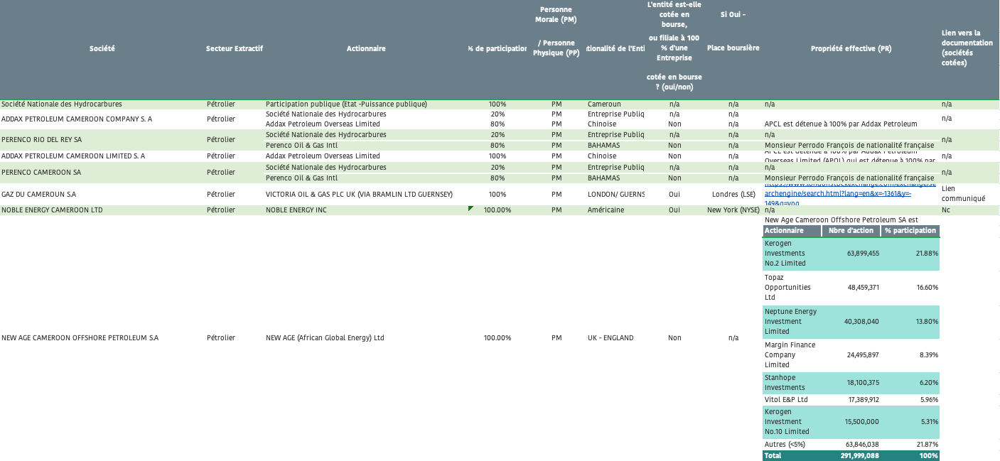 Société
Secteur Extractif
Actionnaire
% de participation
Personne
Morale (PM)
/ Personne
Physique (PP)
tionalité de l'Enti
L'entité est-elle
cotée en
bourse,
ou filiale à 100
% d'une
Entreprise
cotée en bourse
? (oui/non)
Si Oui -
Place boursière
Propriété effective (PR)
Lien vers la
documentation
(sociétés
cotées)
Société Nationale des Hydrocarbures Pétrolier Participation publique (Etat -Puissance publique) 100% PM Cameroun n/a n/a n/a n/a
ADDAX PETROLEUM CAMEROON COMPANY S. A Pétrolier
Société Nationale des Hydrocarbures 20% PM Entreprise Publiq n/a n/a
Addax Petroleum Overseas Limited 80% PM Chinoise Non n/a APCL est détenue à 100% par Addax Petroleum
n/a
PERENCO RIO DEL REY SA Pétrolier
Société Nationale des Hydrocarbures 20% PM Entreprise Publiq n/a n/a n/a
Perenco Oil & Gas Intl 80% PM BAHAMAS Non n/a Monsieur Perrodo François de nationalité française
n/a
ADDAX PETROLEUM CAMEROON LIMITED S. A Pétrolier Addax Petroleum Overseas Limited 100% PM Chinoise Non n/a
APCL est détenue à 100% par Addax Petroleum
Overseas Limited (APOL) qui est détenue à 100% par
n/a
PERENCO CAMEROON SA Pétrolier
Société Nationale des Hydrocarbures 20% PM Entreprise Publiq n/a n/a n/a
Perenco Oil & Gas Intl 80% PM BAHAMAS Non n/a Monsieur Perrodo François de nationalité française
n/a
GAZ DU CAMEROUN S.A Pétrolier VICTORIA OIL & GAS PLC UK (VIA BRAMLIN LTD GUERNSEY) 100% PM LONDON/ GUERNS Oui Londres (LSE)
https://www.londonstockexchange.com/exchange/se
archengine/search.html?lang=en&x=-1361&y=-
149&q=vog
Lien
communiqué
NOBLE ENERGY CAMEROON LTD Pétrolier NOBLE ENERGY INC 100.00% PM Américaine Oui New York (NYSE) n/a Nc
NEW AGE CAMEROON OFFSHORE PETROLEUM S.A Pétrolier NEW AGE (African Global Energy) Ltd 100.00% PM UK - ENGLAND Non n/a
New Age Cameroon Offshore Petroleum SA est
Actionnaire Nbre d'action % participation
Kerogen
Investments
No.2 Limited
63,899,455 21.88%
Topaz
Opportunities
Ltd
48,459,371 16.60%
Neptune Energy
Investment
Limited
40,308,040 13.80%
Margin Finance
Company
Limited
24,495,897 8.39%
Stanhope
Investments
18,100,375 6.20%
Vitol E&P Ltd 17,389,912 5.96%
Kerogen
Investment
No.10 Limited
15,500,000 5.31%
Autres (<5%) 63,846,038 21.87%
Total 291,999,088 100%